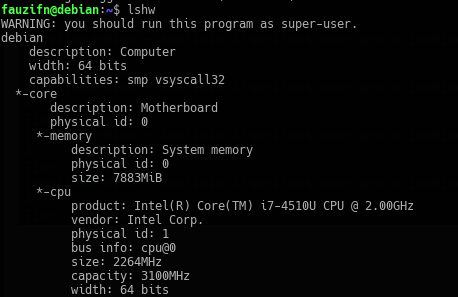 fauzifn@debian:~$ lshw
WARNING: you should run this program as super-user.
debian
    description: Computer
    width: 64 bits
    capabilities: smp vsyscall32
  *-core
       description: Motherboard
       physical id: 0
     *-memory
          description: System memory
          physical id: 0
          size: 7883MiB
     *-cpu
          product: Intel(R) Core(TM) i7-4510U CPU @ 2.00GHz
          vendor: Intel Corp.
          physical id: 1
          bus info: cpu@0
          size: 2264MHz
          capacity: 3100MHz
          width: 64 bits